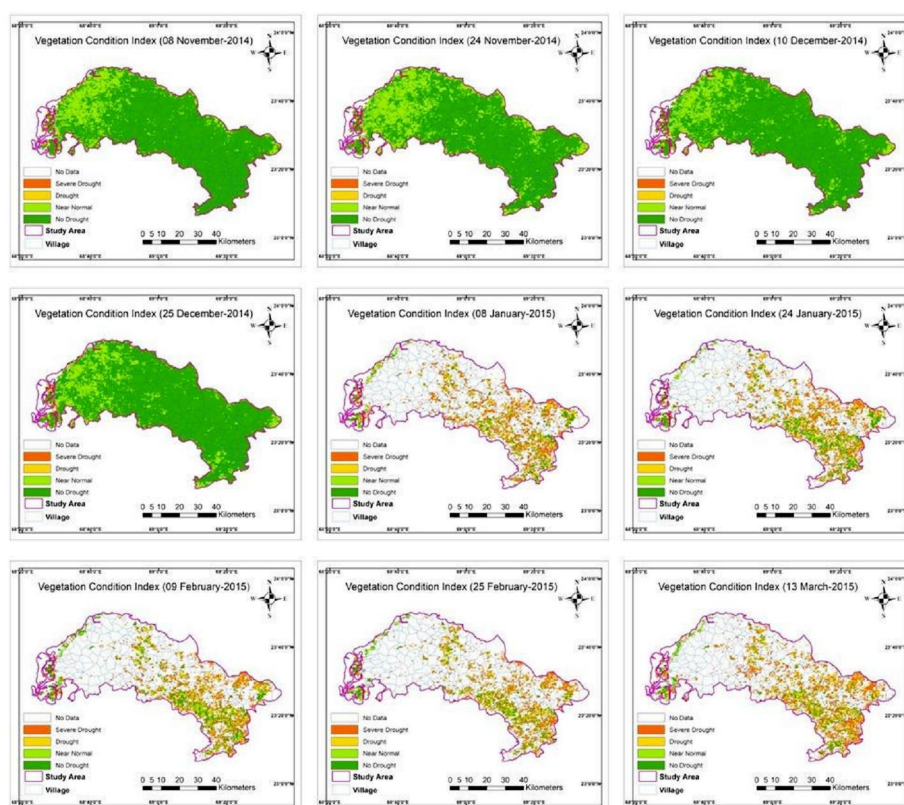 Vegetation Condition Index (08 November-2014)
No Data
Severe Drought
Drought
Near Normal
No Drought
Study Area
Village
0 5 10 20 30 40
Kilometers
Vegetation Condition Index (24 November-2014)
No Data
Severe Drought
Drought
Near Normal
No Drought
Study Area
Village
0 5 10 20 30 40
Kilometers
Vegetation Condition Index (10 December-2014)
No Data
Severe Drought
Drought
Near Normal
No Drought
Study Area
Village
0 5 10 20 30 40
Kilometers
Vegetation Condition Index (25 December-2014)
No Data
Severe Drought
Drought
Near Normal
No Drought
Study Area
Village
0 5 10 20 30 40
Kilometers
Vegetation Condition Index (08 January-2015)
No Data
Severe Drought
Drought
Near Normal
No Drought
Study Area
Village
0 5 10 20 30 40
Kilometers
Vegetation Condition Index (24 January-2015)
No Data
Severe Drought
Drought
Near Normal
No Drought
Study Area
Village
0 5 10 20 30 40
Kilometers
Vegetation Condition Index (09 February-2015)
No Data
Severe Drought
Drought
Near Normal
No Drought
Study Area
Village
0 5 10 20 30 40
Kilometers
Vegetation Condition Index (25 February-2015)
No Data
Severe Drought
Drought
Near Normal
No Drought
Study Area
Village
0 5 10 20 30 40
Kilometers
Vegetation Condition Index (13 March-2015)
No Data
Severe Drought
Drought
Near Normal
No Drought
Study Area
Village
0 5 10 20 30 40
Kilometers